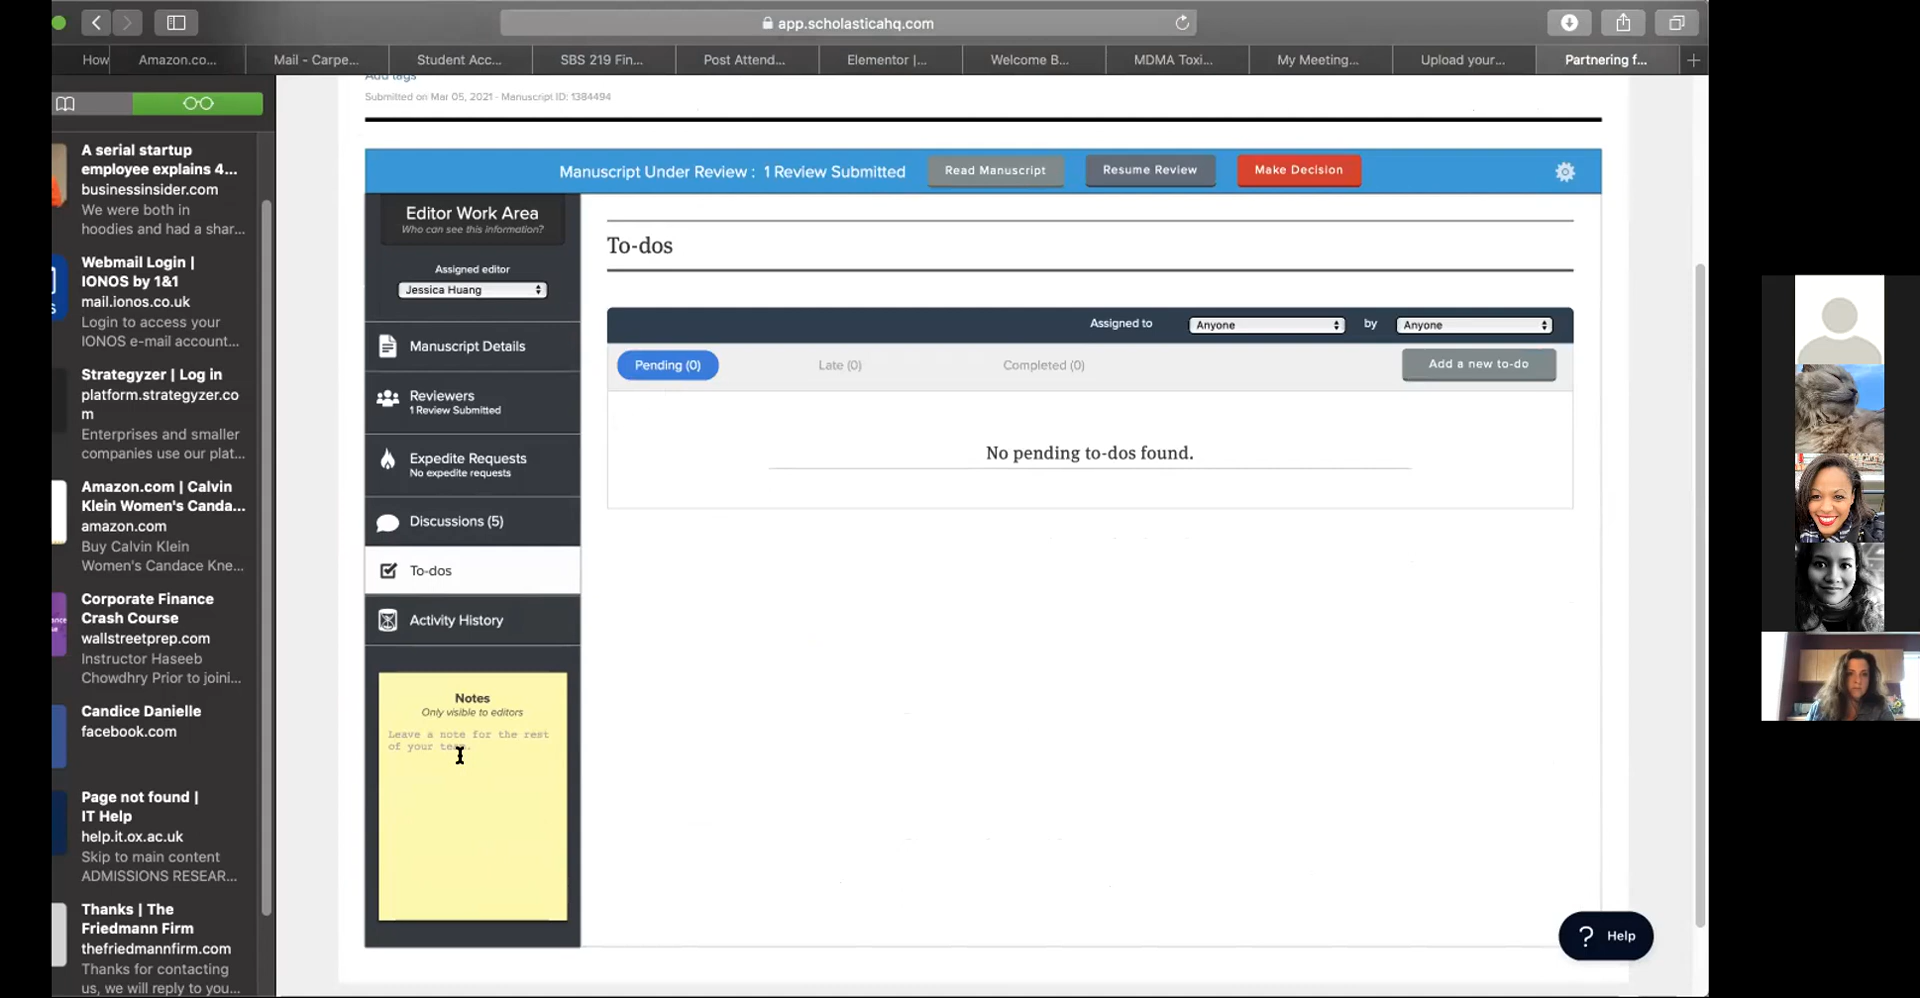 app.scholasticahq.com
How
Amazon.co...
Mail - Carpe...
Student Acc...
SBS 219 Fin...
Post Attend...
Elementor |...
Welcome B...
MDMA Toxi...
My Meeting...
Upload your...
Partnering f...
A serial startup
employee explains 4...
businessinsider.com
We were both in
hoodies and had a shar...
Webmail Login |
IONOS by 1&1
mail.ionos.co.uk
Login to access your
IONOS e-mail account...
Strategyzer | Log in
platform.strategyzer.co
m
Enterprises and smaller
companies use our plat...
Amazon.com | Calvin
Klein Women's Canda...
amazon.com
Buy Calvin Klein
Women's Candace Kne...
Corporate Finance
Crash Course
wallstreetprep.com
Instructor Haseeb
Chowdhry Prior to joini...
Candice Danielle
facebook.com
Page not found |
IT Help
help.it.ox.ac.uk
Skip to main content
ADMISSIONS RESEAR...
Thanks | The
Friedmann Firm
thefriedmannfirm.com
Thanks for contacting
us, we will reply to you...
Add tags
Submitted on Mar 05, 2021 - Manuscript ID: 1384494
Manuscript Under Review : 1 Review Submitted
Read Manuscript
Resume Review
Make Decision
Editor Work Area
Who can see this information?
Assigned editor
Jessica Huang
Manuscript Details
Reviewers
1 Review Submitted
Expedite Requests
No expedite requests
Discussions (5)
To-dos
Activity History
Notes
Only visible to editors
Leave a note for the rest
of your team.
To-dos
Assigned to
Anyone
by
Anyone
Pending (0)
Late (0)
Completed (0)
Add a new to-do
No pending to-dos found.
? Help